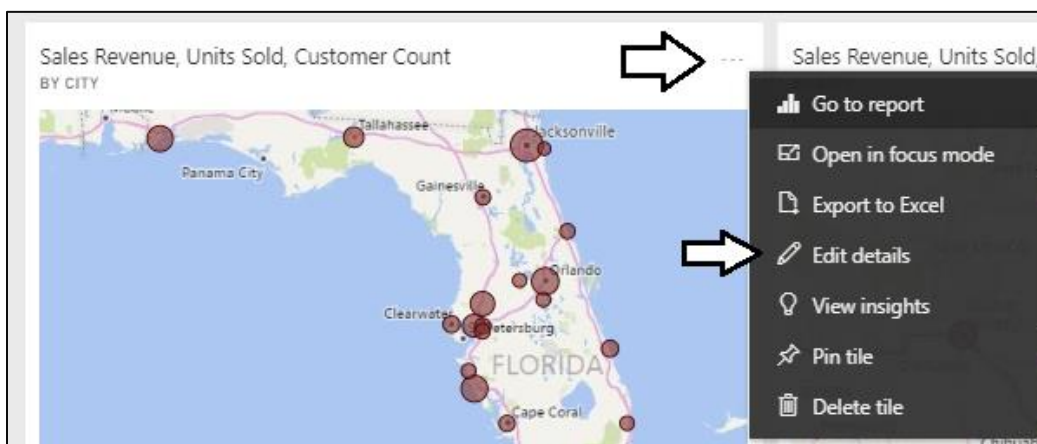 Sales Revenue, Units Sold, Customer Count
BY CITY
Tallahassee
Jacksonville
Panama City
Gainesville
Orlando
Clearwater
Petersburg
FLORIDA
Cape Coral
Sales Revenue, Units Sold,
Go to report
Open in focus mode
Export to Excel
Edit details
View insights
Pin tile
Delete tile